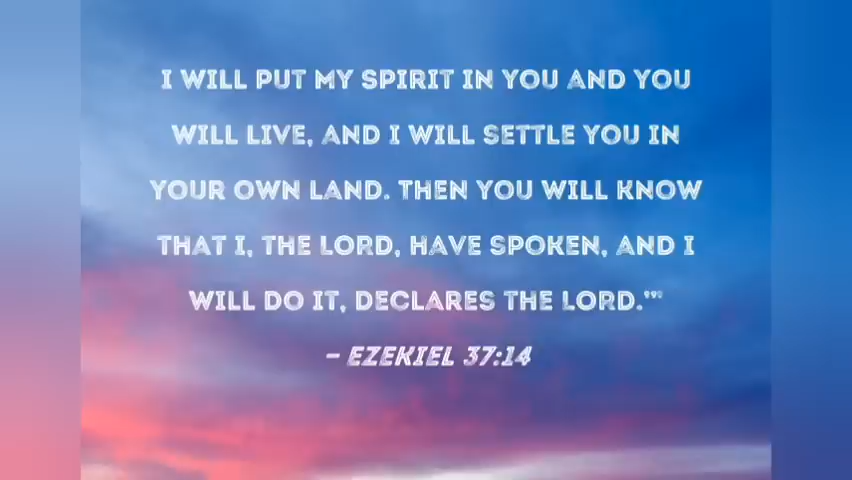 I WILL PUT MY SPIRIT IN YOU AND YOU
WILL LIVE, AND I WILL SETTLE YOU IN
YOUR OWN LAND. THEN YOU WILL KNOW
THAT I, THE LORD, HAVE SPOKEN, AND I
WILL DO IT, DECLARES THE LORD.'"
– EZEKIEL 37:14